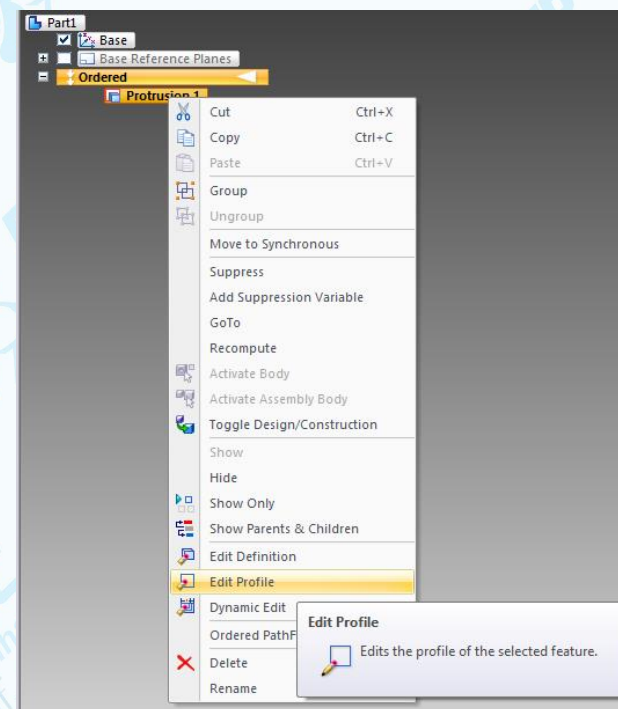 Part1
Base
Base Reference Planes
Ordered
Protrusion 1
Cut Ctrl+X
Copy Ctrl+C
Paste Ctrl+V
Group
Ungroup
Move to Synchronous
Suppress
Add Suppression Variable
GoTo
Recompute
Activate Body
Activate Assembly Body
Toggle Design/Construction
Show
Hide
Show Only
Show Parents & Children
Edit Definition
Edit Profile
Dynamic Edit
Edit Profile
Edits the profile of the selected feature.
Ordered PathF
Delete
Rename